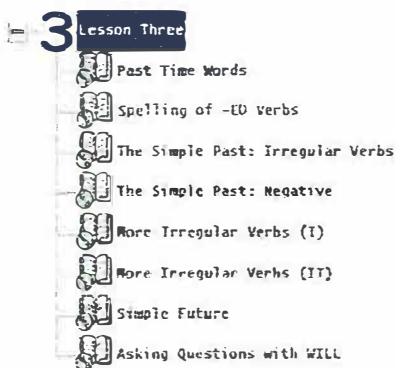 3 Lesson Three
Past Time Words
Spelling of -ED Verbs
The Simple Past: Irregular Verbs
The Simple Past: Negative
More Irregular Verbs (I)
More Irregular Verbs (II)
Simple Future
Asking Questions with WILL